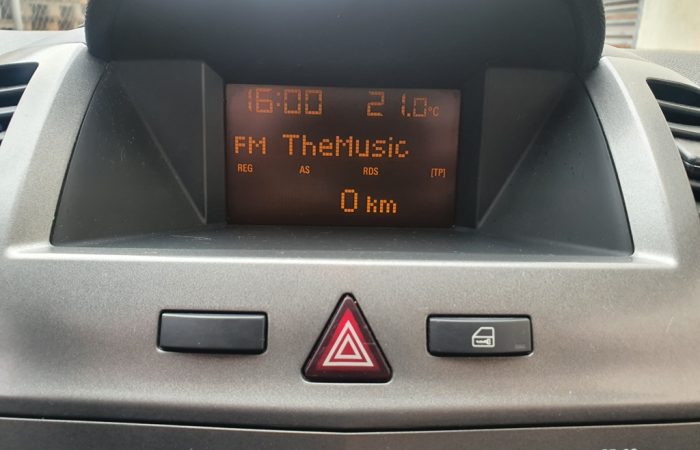 16:00 21.0°C
FM TheMusic
REG AS RDS [TP]
0 km